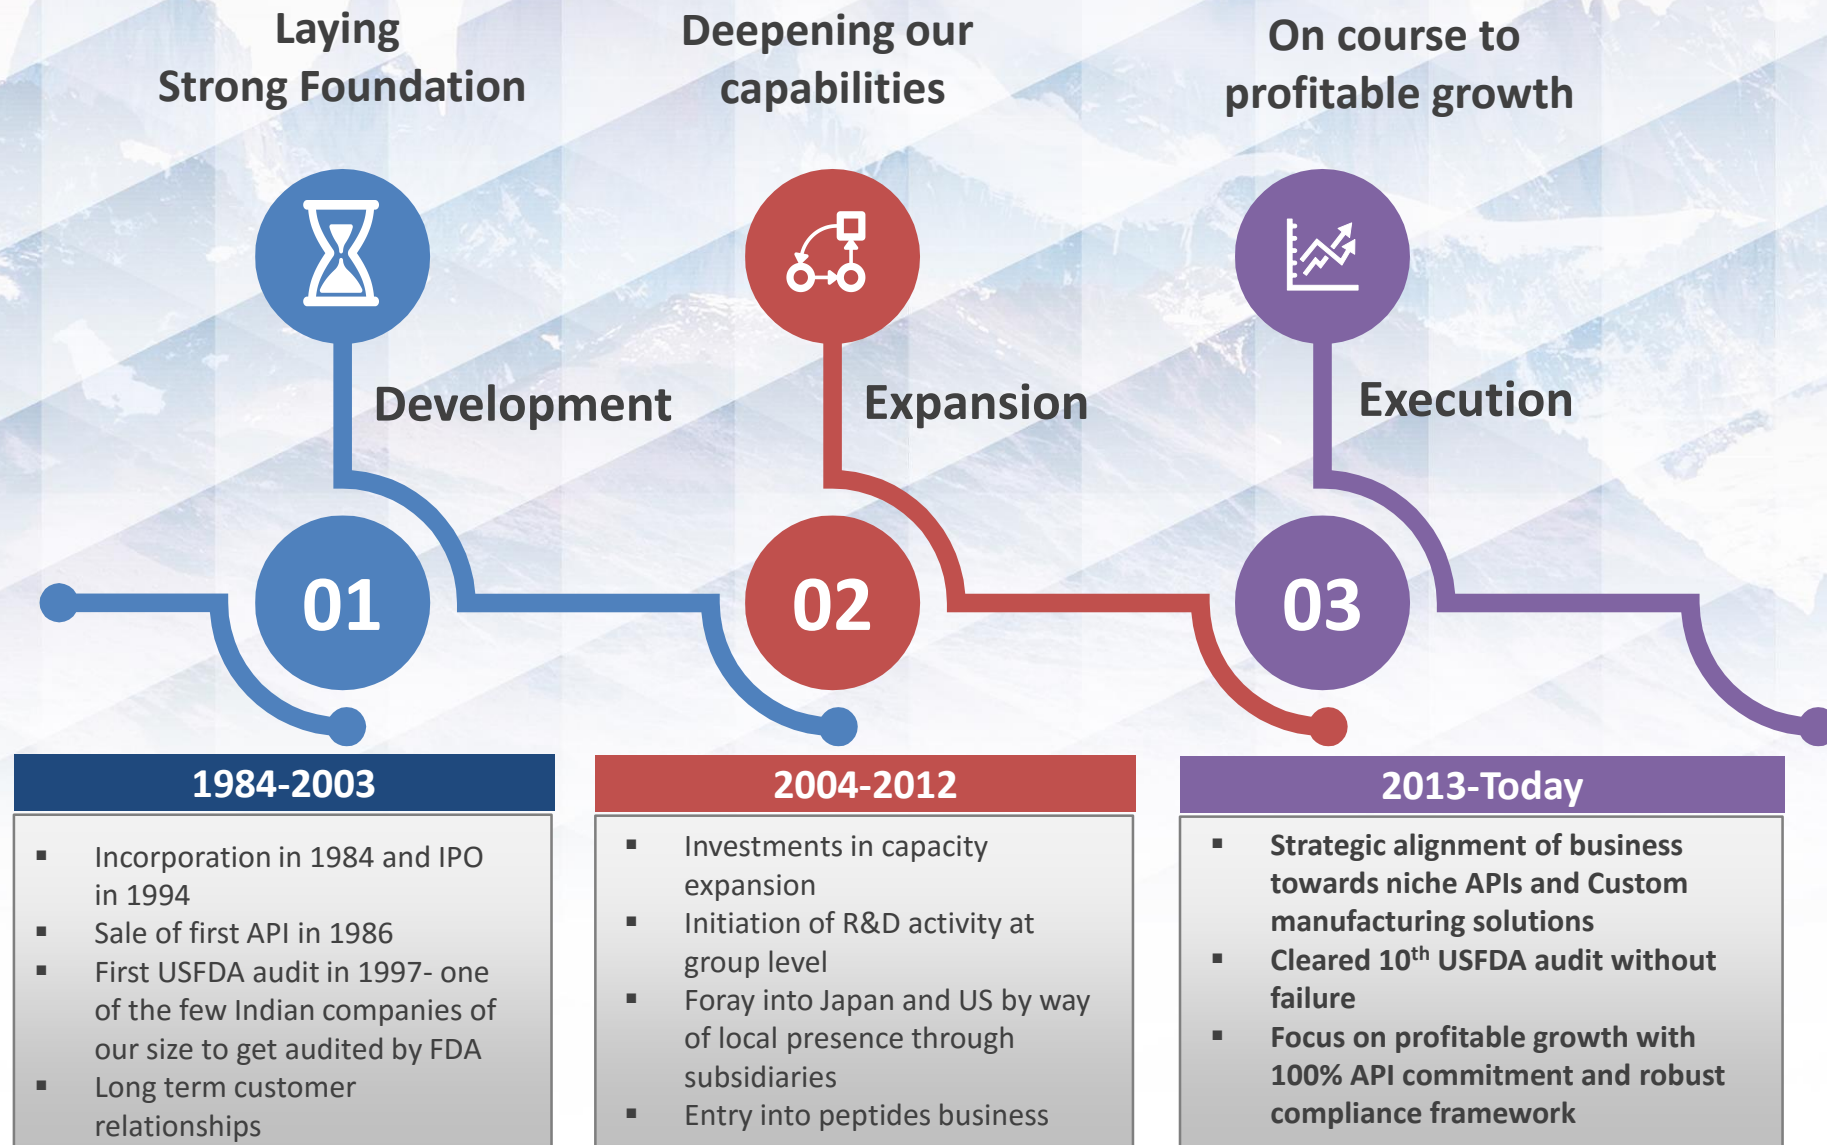 Laying
Strong Foundation
Deepening our
capabilities
On course to
profitable growth
Development
Expansion
Execution
01
02
03
1984-2003
▪ Incorporation in 1984 and IPO
in 1994
▪ Sale of first API in 1986
▪ First USFDA audit in 1997- one
of the few Indian companies of
our size to get audited by FDA
▪ Long term customer
relationships
2004-2012
▪ Investments in capacity
expansion
▪ Initiation of R&D activity at
group level
▪ Foray into Japan and US by way
of local presence through
subsidiaries
▪ Entry into peptides business
2013-Today
▪ Strategic alignment of business
towards niche APIs and Custom
manufacturing solutions
▪ Cleared 10th USFDA audit without
failure
▪ Focus on profitable growth with
100% API commitment and robust
compliance framework